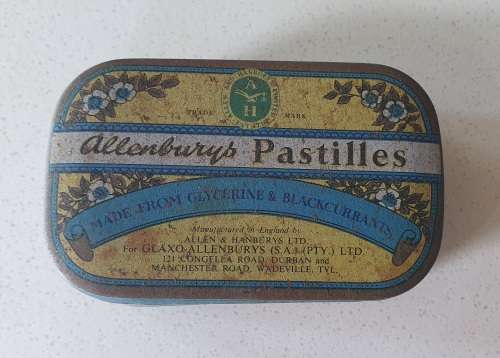 A
H
TRADE MARK
Allenburys Pastilles
MADE FROM GLYCERINE & BLACKCURRANTS
Manufactured in England by
ALLEN & HANBURYS LTD.
For GLAXO-ALLENBURYS (S.A.) (PTY.) LTD.
121 CONGELLA ROAD, DURBAN and
MANCHESTER ROAD, WADEVILLE, TVL.